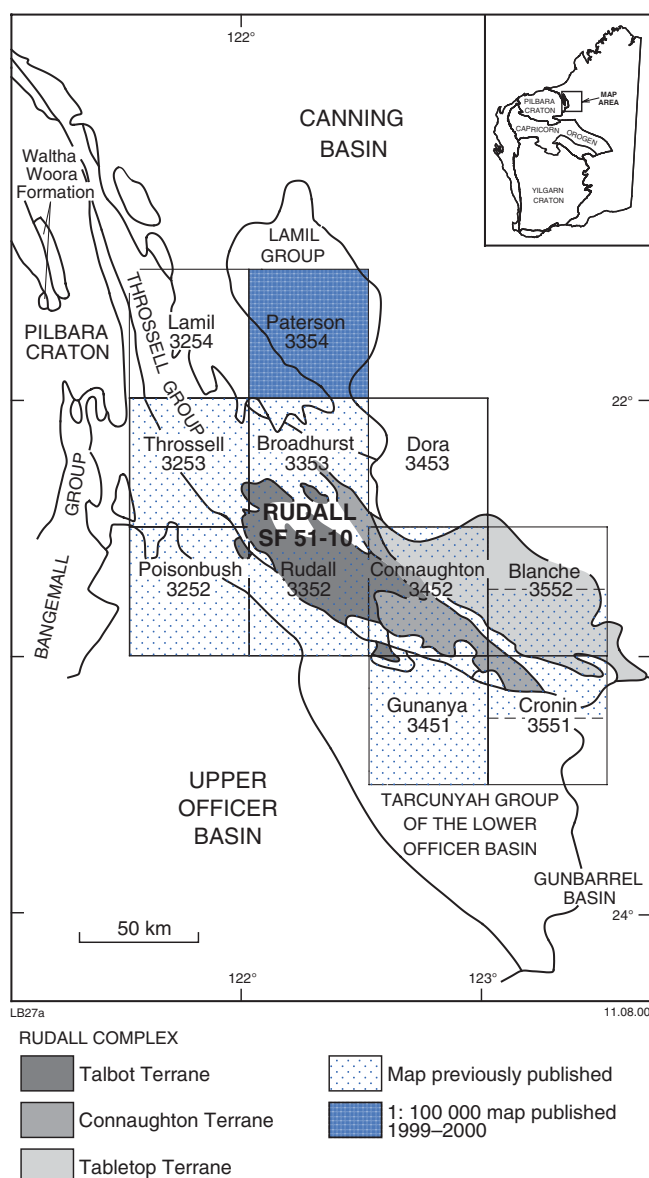 122°
CANNING
BASIN
MAP
AREA
PILBARA
CRATON
CAPRICORN OROGEN
YILGARN
CRATON
Waltha
Woora
Formation
LAMIL
GROUP
THROSSELL GROUP
Lamil
3254
Paterson
3354
PILBARA
CRATON
22°
Throssell
3253
Broadhurst
3353
Dora
3453
BANGEMALL GROUP
RUDALL
SF 51-10
Poisonbush
3252
Rudall
3352
Connaughton
3452
Blanche
3552
Gunanya
3451
Cronin
3551
UPPER
OFFICER
BASIN
TARCUNYAH GROUP
OF THE LOWER
OFFICER BASIN
GUNBARREL
BASIN
50 km
24°
122°
123°
LB27a
11.08.00
RUDALL COMPLEX
Talbot Terrane
Connaughton Terrane
Tabletop Terrane
Map previously published
1: 100 000 map published
1999–2000